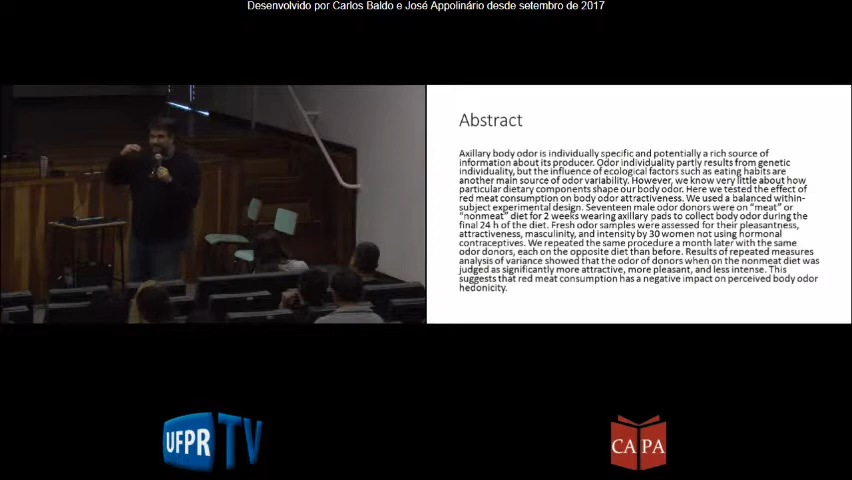 Desenvolvido por Carlos Baldo e José Appolinário desde setembro de 2017
Abstract
Axillary body odor is individually specific and potentially a rich source of
information about its producer. Odor individuality partly results from genetic
individuality, but the influence of ecological factors such as eating habits are
another main source of odor variability. However, we know very little about how
particular dietary components shape our body odor. Here we tested the effect of
red meat consumption on body odor attractiveness. We used a balanced within-
subject experimental design. Seventeen male odor donors were on “meat” or
“nonmeat” diet for 2 weeks wearing axillary pads to collect body odor during the
final 24 h of the diet. Fresh odor samples were assessed for their pleasantness,
attractiveness, masculinity, and intensity by 30 women not using hormonal
contraceptives. We repeated the same procedure a month later with the same
odor donors, each on the opposite diet than before. Results of repeated measures
analysis of variance showed that the odor of donors when on the nonmeat diet was
judged as significantly more attractive, more pleasant, and less intense. This
suggests that red meat consumption has a negative impact on perceived body odor
hedonicity.
UFPR TV
CAPA